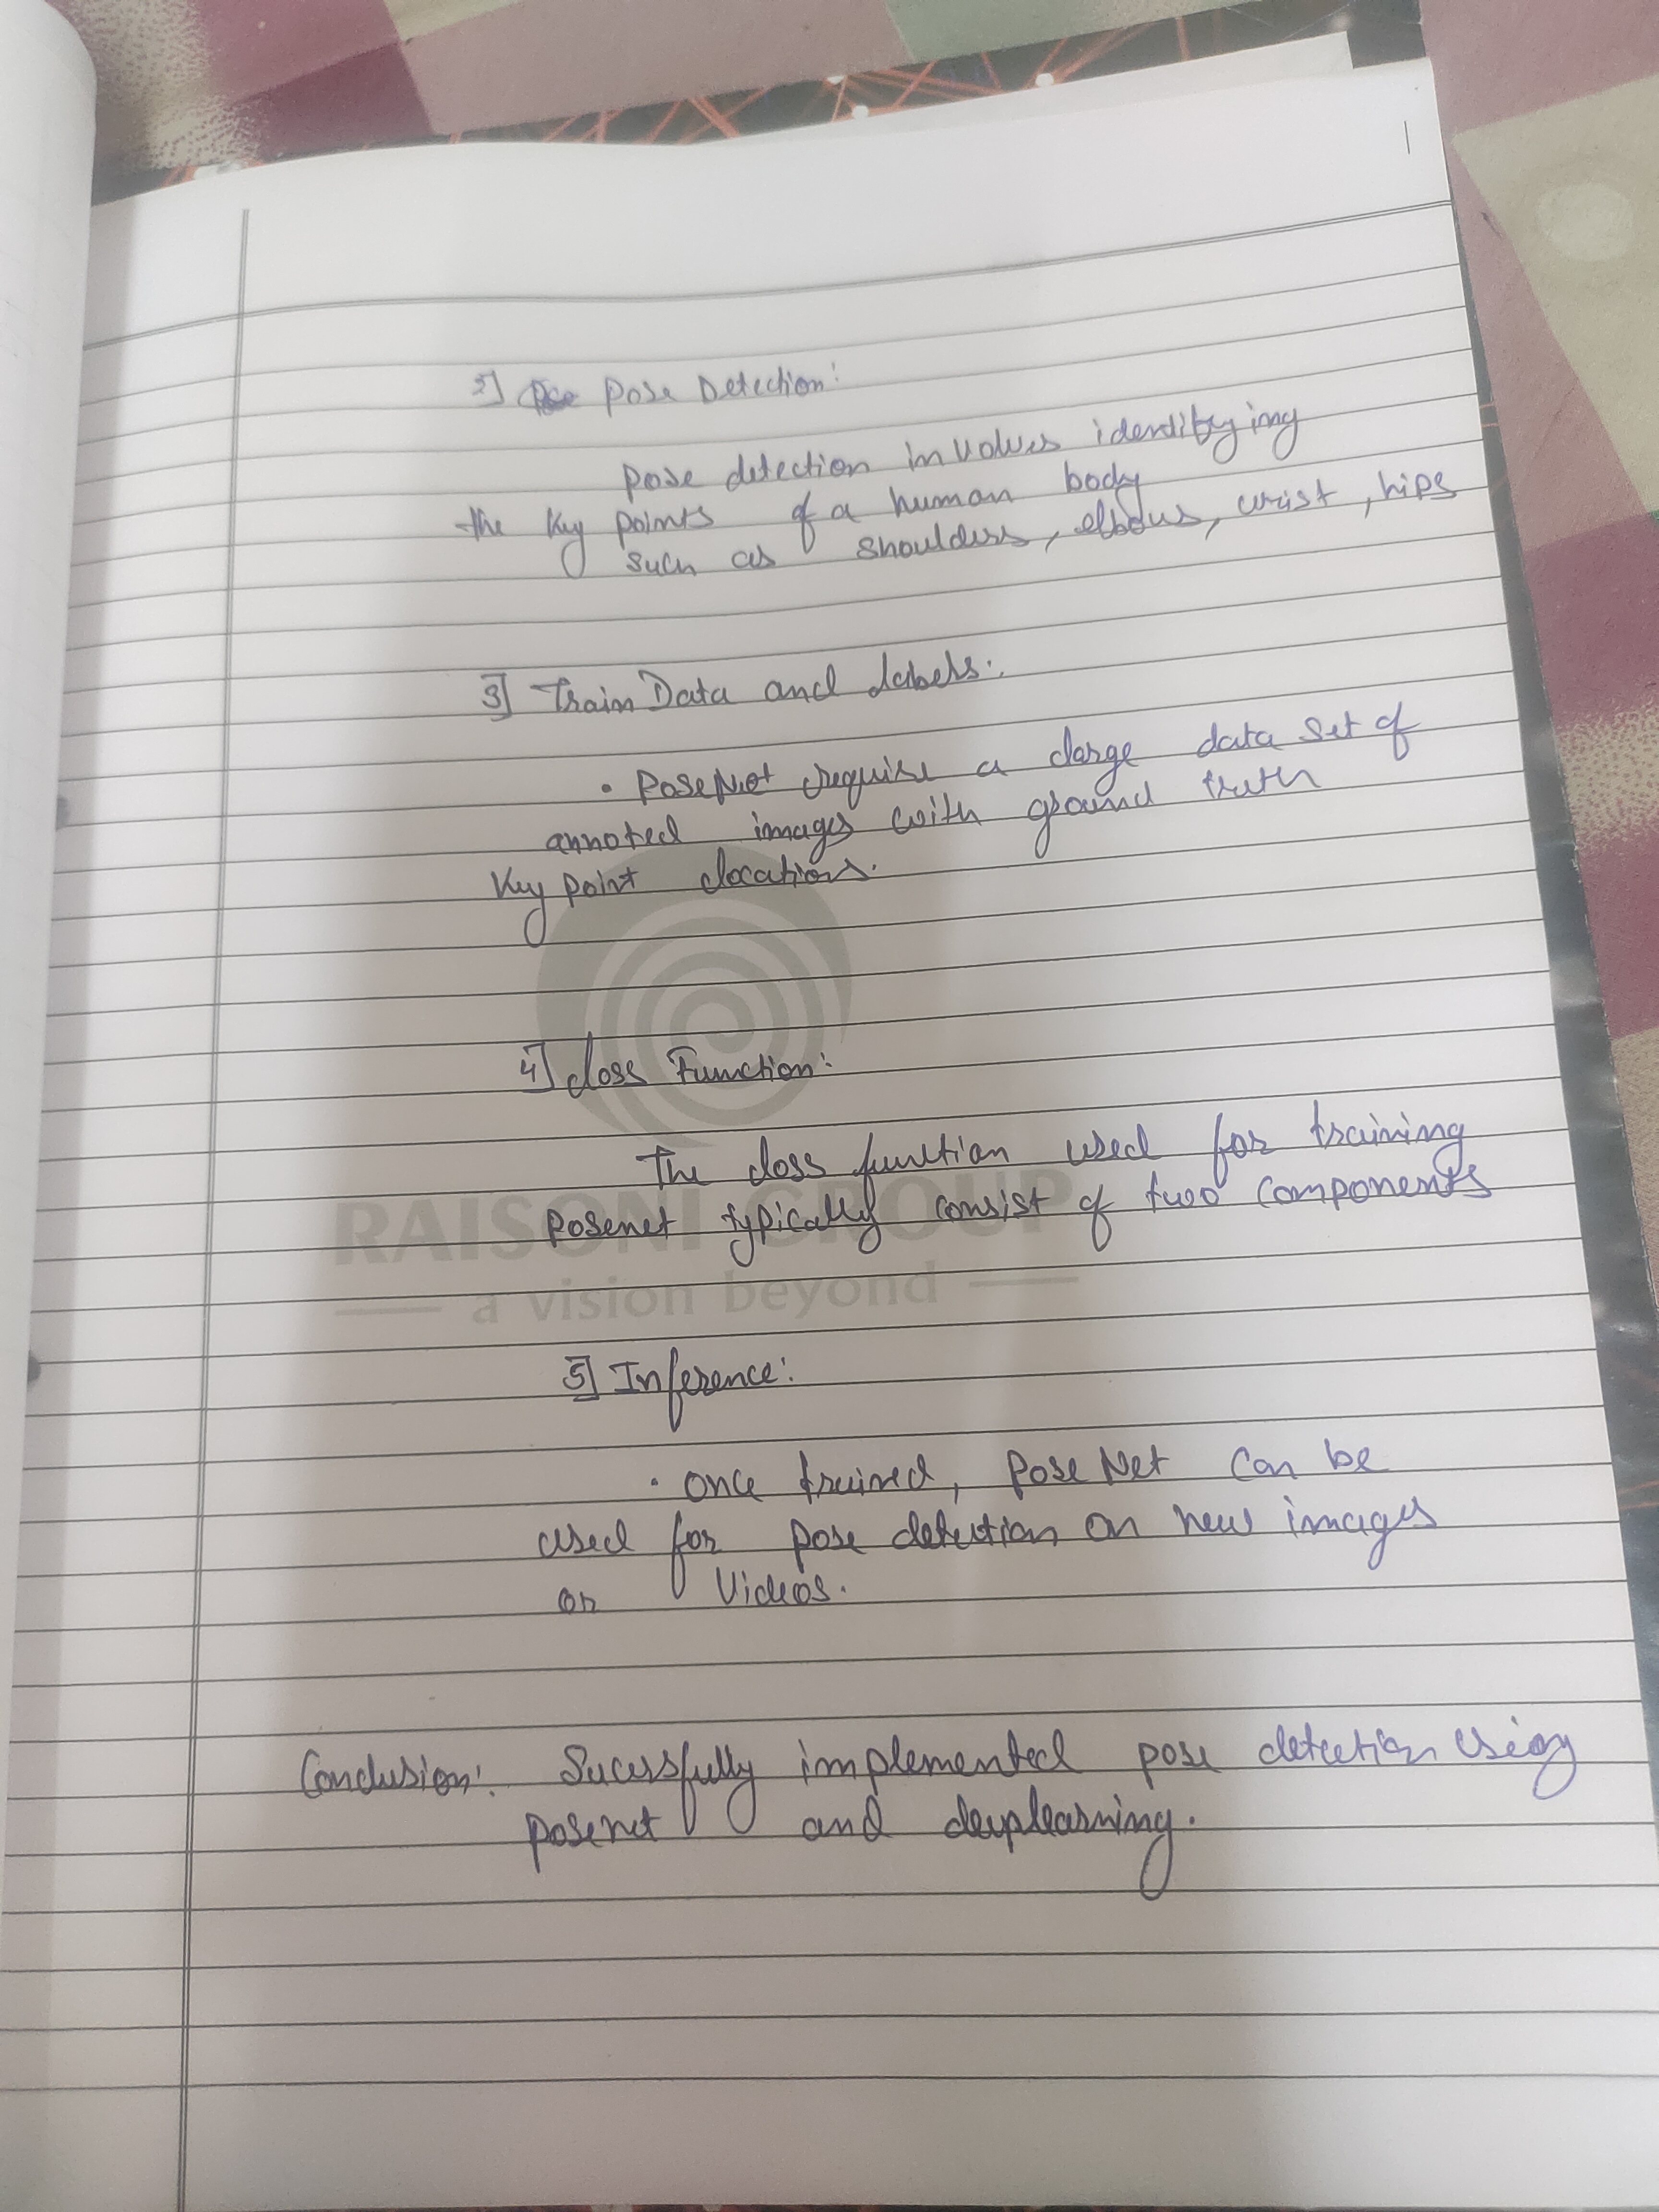 2] Pose Detection:
Pose detection involves identifying
the key points of a human body
such as shoulders, elbows, wrist, hips
3] Train Data and Labels:
• PoseNet require a large data set of
annoted images with ground truth
Key point locations.
4] Loss Function:
The loss function used for training
posenet typically consist of two components
RAISONI GROUP
— a vision beyond —
5] Inference:
• Once trained, PoseNet can be
used for pose detection on new images
or Videos.
Conclusion: Sucessfully implemented pose detection using
posenet and deeplearning.